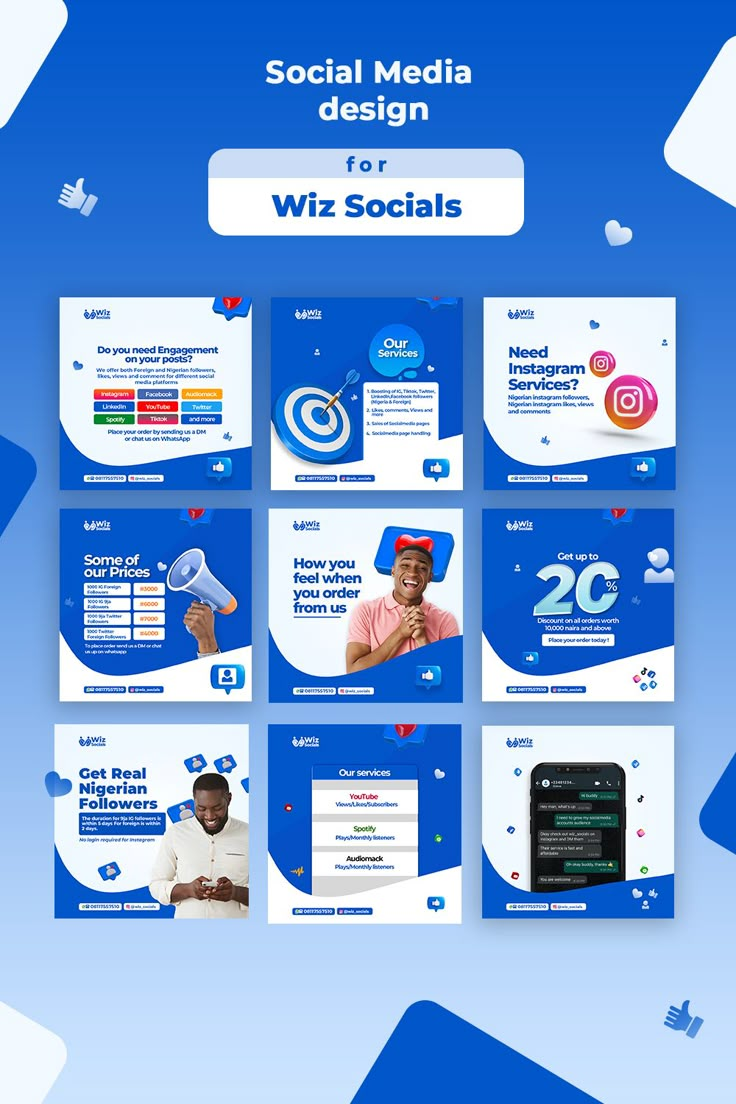 Social Media
design
for
Wiz Socials
Wiz
Socials
Do you need Engagement
on your posts?
We offer both Foreign and Nigerian followers,
likes, views and comment for different social
media platforms
Instagram Facebook Audiomack
LinkedIn YouTube Twitter
Spotify Tiktok and more
Place your order by sending us a DM
or chat us on WhatsApp
08117557510 @wiz_socials
Wiz
Socials
Our
Services
1. Boosting of IG, Tiktok, Twitter,
LinkedIn,Facebook followers
(Nigeria & Foreign)
2. Likes, comments, Views and
more
3. Sales of Socialmedia pages
4. Socialmedia page handling
08117557510 @wiz_socials
Wiz
Socials
Need
Instagram
Services?
Nigerian instagram followers,
Nigerian instagram likes, views
and comments
08117557510 @wiz_socials
Wiz
Socials
Some of
our Prices
1000 IG Foreign
Followers
₦3000
1000 IG 9ja
Followers
₦6000
1000 9ja Twitter
Followers
₦7000
1000 Twitter
Foreign Followers
₦4000
To place order send us a DM or chat
us up on whatsapp
08117557510 @wiz_socials
Wiz
Socials
How you
feel when
you order
from us
08117557510 @wiz_socials
Wiz
Socials
Get up to
20%
Discount on all orders worth
10,000 naira and above
Place your order today !
08117557510 @wiz_socials
Wiz
Socials
Get Real
Nigerian
Followers
The duration for 9ja IG followers is
within 5 days For foreign is within
2 days.
No login required for Instagram
08117557510 @wiz_socials
Wiz
Socials
Our services
YouTube
Views/Likes/Subscribers
Spotify
Plays/Monthly listeners
Audiomack
Plays/Monthly listeners
08117557510 @wiz_socials
Wiz
Socials
Hi buddy
Hey man, what's up
I need to grow my socialmedia
accounts audience
Okay check out wiz_socials on
instagram and DM them
Their service is fast and
affordable
Oh okay buddy, thanks
You are welcome
08117557510 @wiz_socials